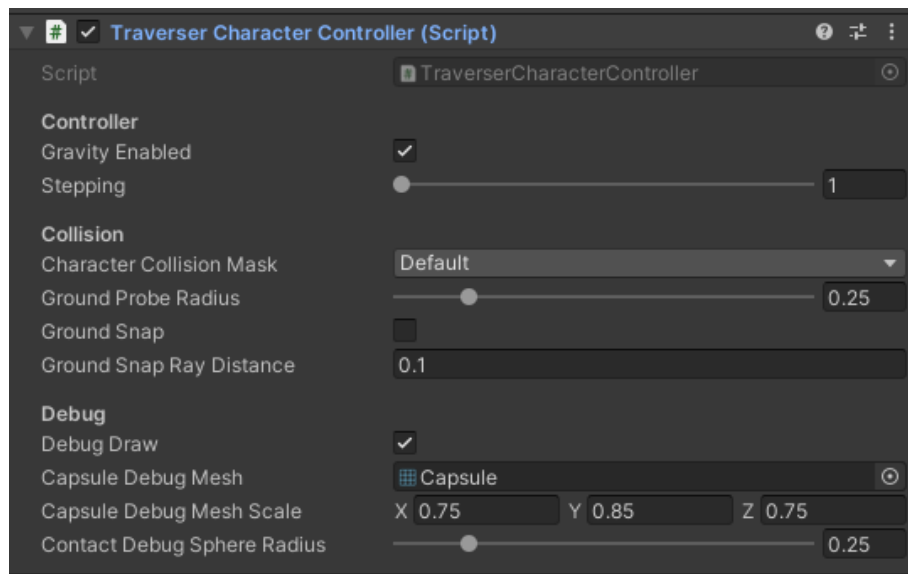 Traverser Character Controller (Script)
Script TraverserCharacterController
Controller
Gravity Enabled
Stepping 1
Collision
Character Collision Mask Default
Ground Probe Radius 0.25
Ground Snap
Ground Snap Ray Distance 0.1
Debug
Debug Draw
Capsule Debug Mesh Capsule
Capsule Debug Mesh Scale X 0.75 Y 0.85 Z 0.75
Contact Debug Sphere Radius 0.25